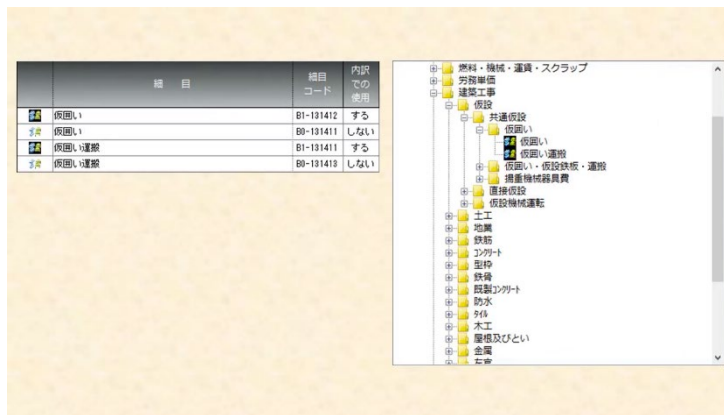 細　目 細目コード 内訳での使用
仮囲い B1-131412 する
仮囲い B0-131411 しない
仮囲い運搬 B1-131411 する
仮囲い運搬 B0-131413 しない
燃料・機械・運賃・スクラップ
労務単価
建築工事
仮設
共通仮設
仮囲い
仮囲い
仮囲い運搬
仮囲い・仮設鉄板・運搬
揚重機械器具費
直接仮設
仮設機械運転
土工
地業
鉄筋
コンクリート
型枠
鉄骨
既製コンクリート
防水
タイル
木工
屋根及びとい
金属
左官